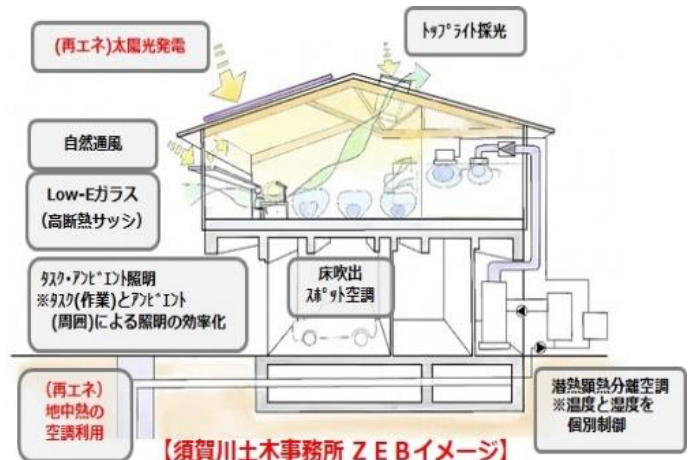 (再エネ)太陽光発電
トップライト採光
自然通風
Low-Eガラス
(高断熱サッシ)
タスク・アンビエント照明
※タスク(作業)とアンビエント
(周囲)による照明の効率化
床吹出
スポット空調
(再エネ)
地中熱の
空調利用
潜熱顕熱分離空調
※温度と湿度を
個別制御
【須賀川土木事務所 ZEBイメージ】